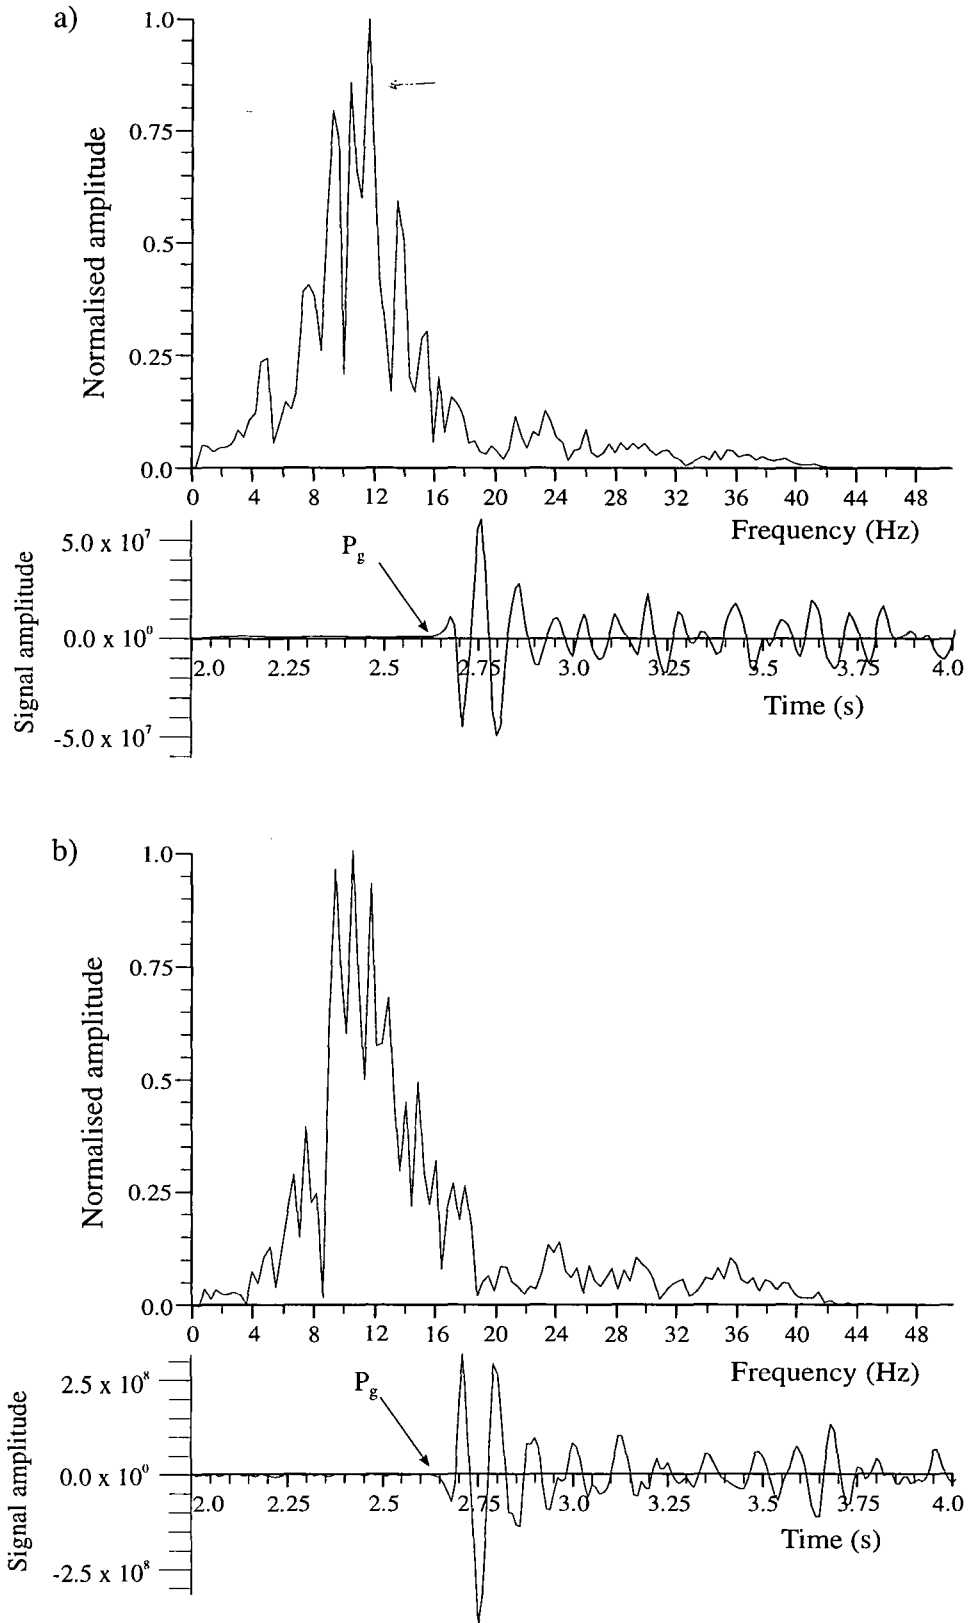 a)
1.0
0.75
0.5
0.25
0.0
Normalised amplitude
0 4 8 12 16 20 24 28 32 36 40 44 48
Frequency (Hz)
P_g
5.0 x 10⁷
0.0 x 10⁰
-5.0 x 10⁷
Signal amplitude
2.0 2.25 2.5 2.75 3.0 3.25 3.5 3.75 4.0
Time (s)
b)
1.0
0.75
0.5
0.25
0.0
Normalised amplitude
0 4 8 12 16 20 24 28 32 36 40 44 48
Frequency (Hz)
P_g
2.5 x 10⁸
0.0 x 10⁰
-2.5 x 10⁸
Signal amplitude
2.0 2.25 2.5 2.75 3.0 3.25 3.5 3.75 4.0
Time (s)